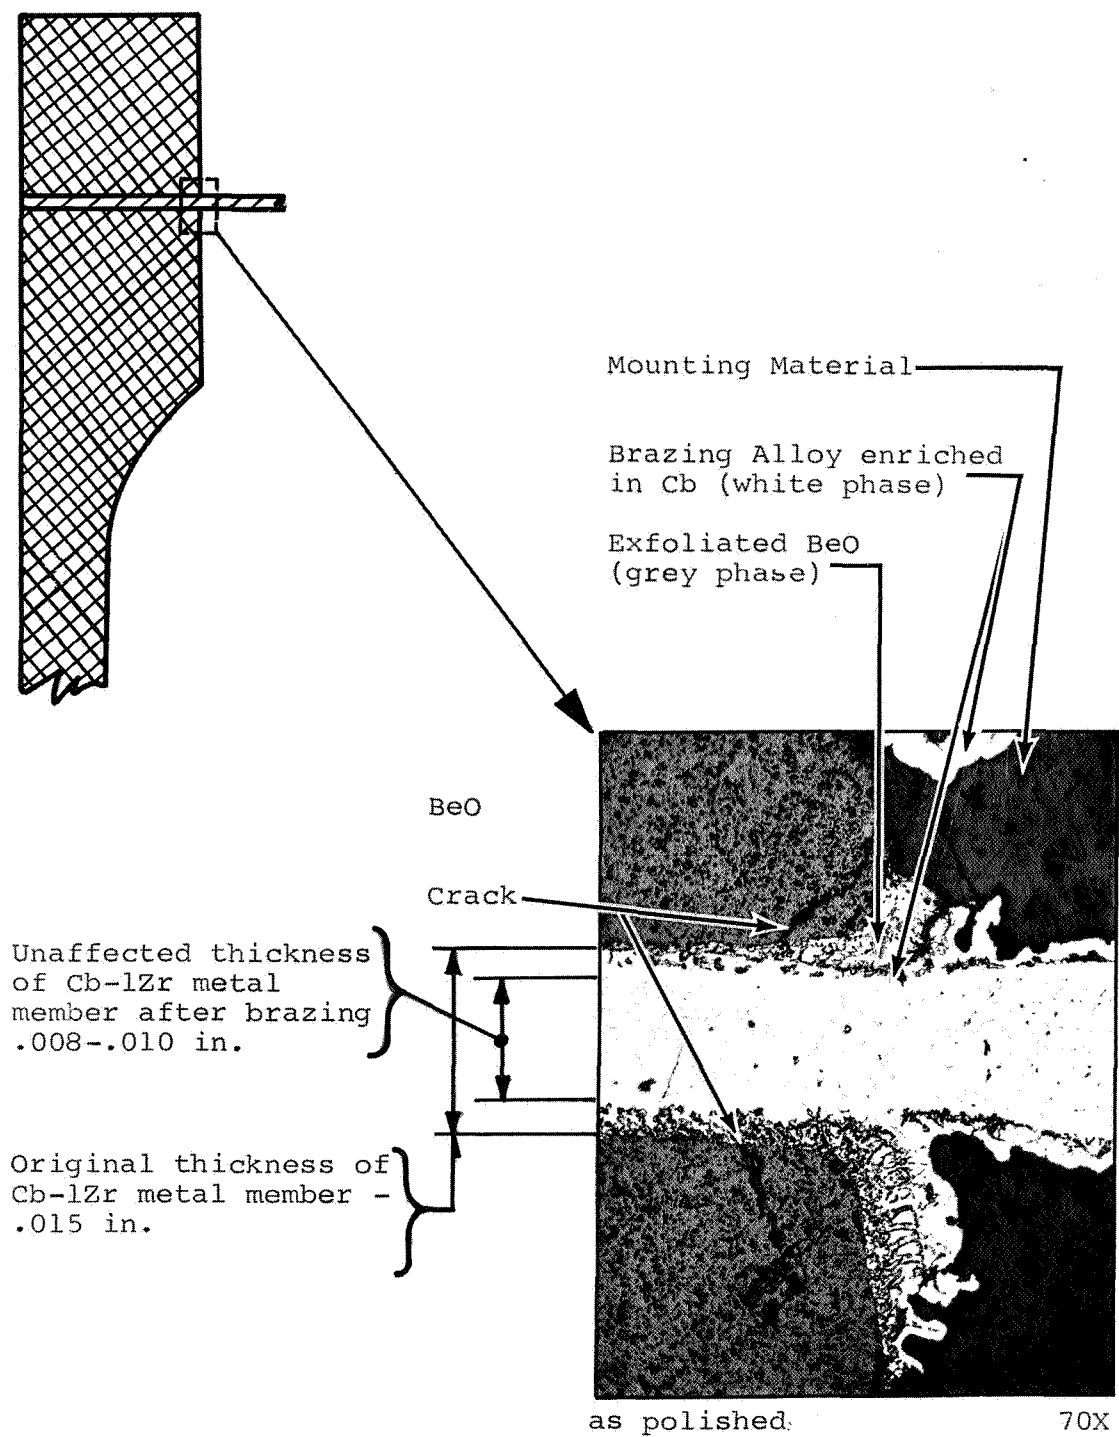 Mounting Material
Brazing Alloy enriched
in Cb (white phase)
Exfoliated BeO
(grey phase)
BeO
Crack
Unaffected thickness
of Cb-1Zr metal
member after brazing
.008-.010 in.
Original thickness of
Cb-1Zr metal member -
.015 in.
as polished
70X